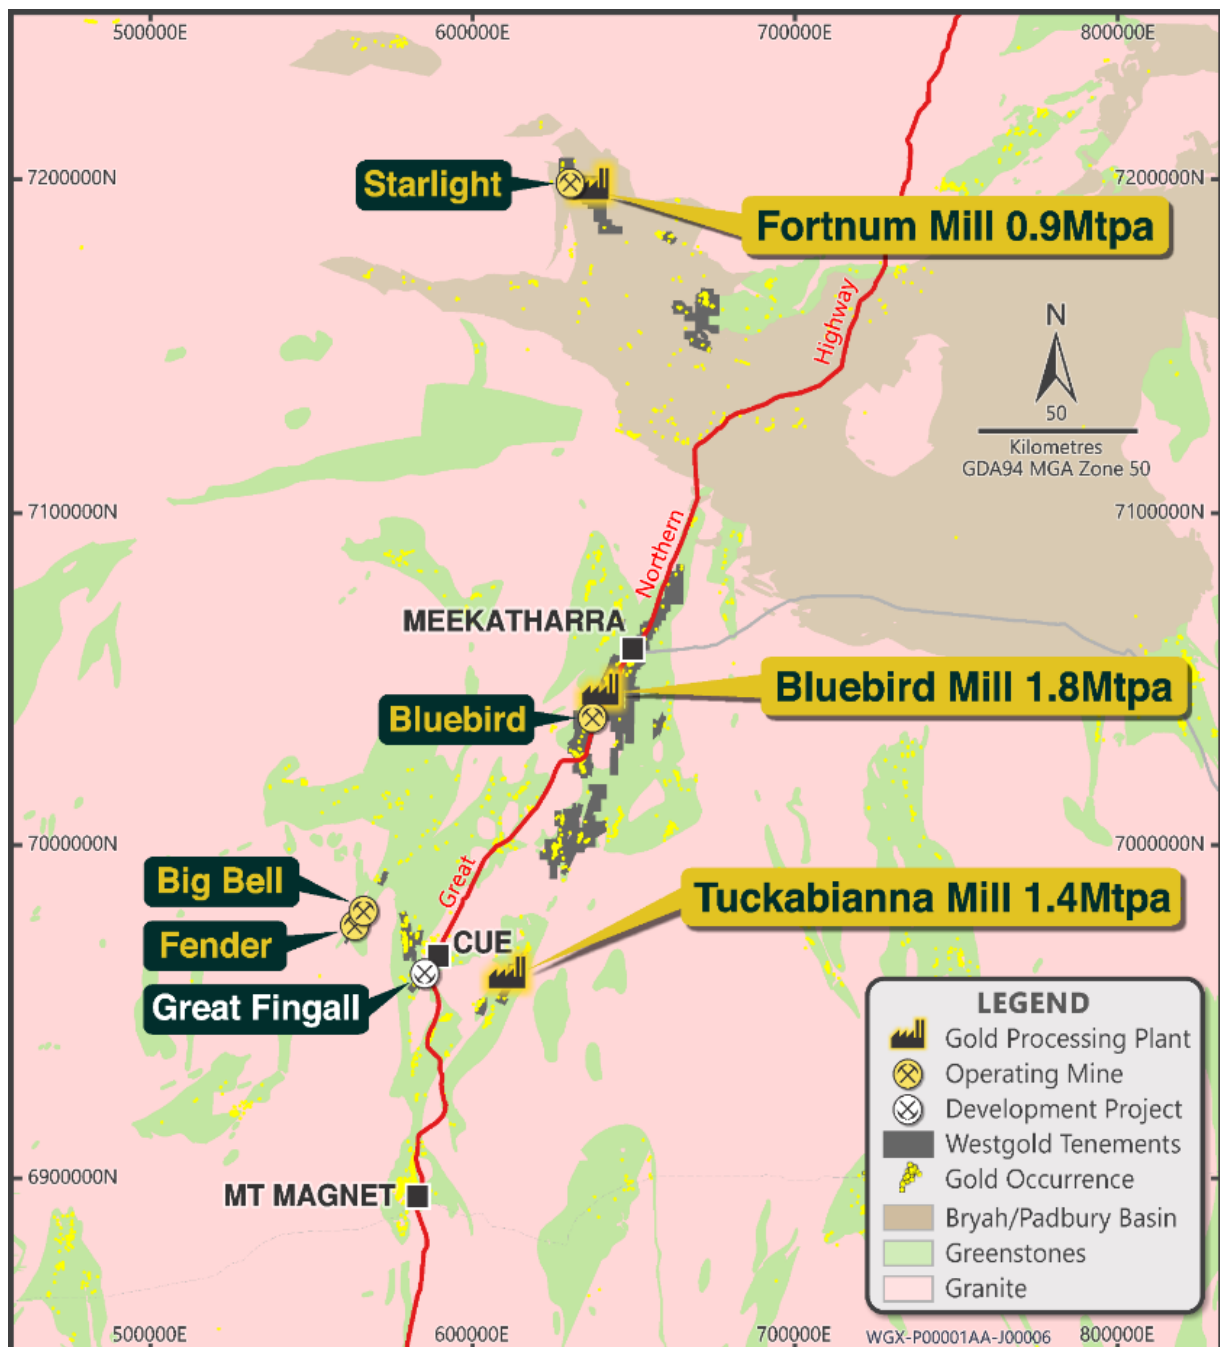 500000E
600000E
700000E
800000E
7200000N
Starlight
7200000N
Fortnum Mill 0.9Mtpa
Highway
N
50
Kilometres
GDA94 MGA Zone 50
7100000N
7100000N
Northern
MEEKATHARRA
Bluebird Mill 1.8Mtpa
Bluebird
7000000N
7000000N
Great
Big Bell
Tuckabianna Mill 1.4Mtpa
Fender
CUE
Great Fingall
LEGEND
Gold Processing Plant
Operating Mine
Development Project
Westgold Tenements
Gold Occurrence
Bryah/Padbury Basin
Greenstones
Granite
6900000N
MT MAGNET
500000E
600000E
700000E
WGX-P00001AA-J00006
800000E